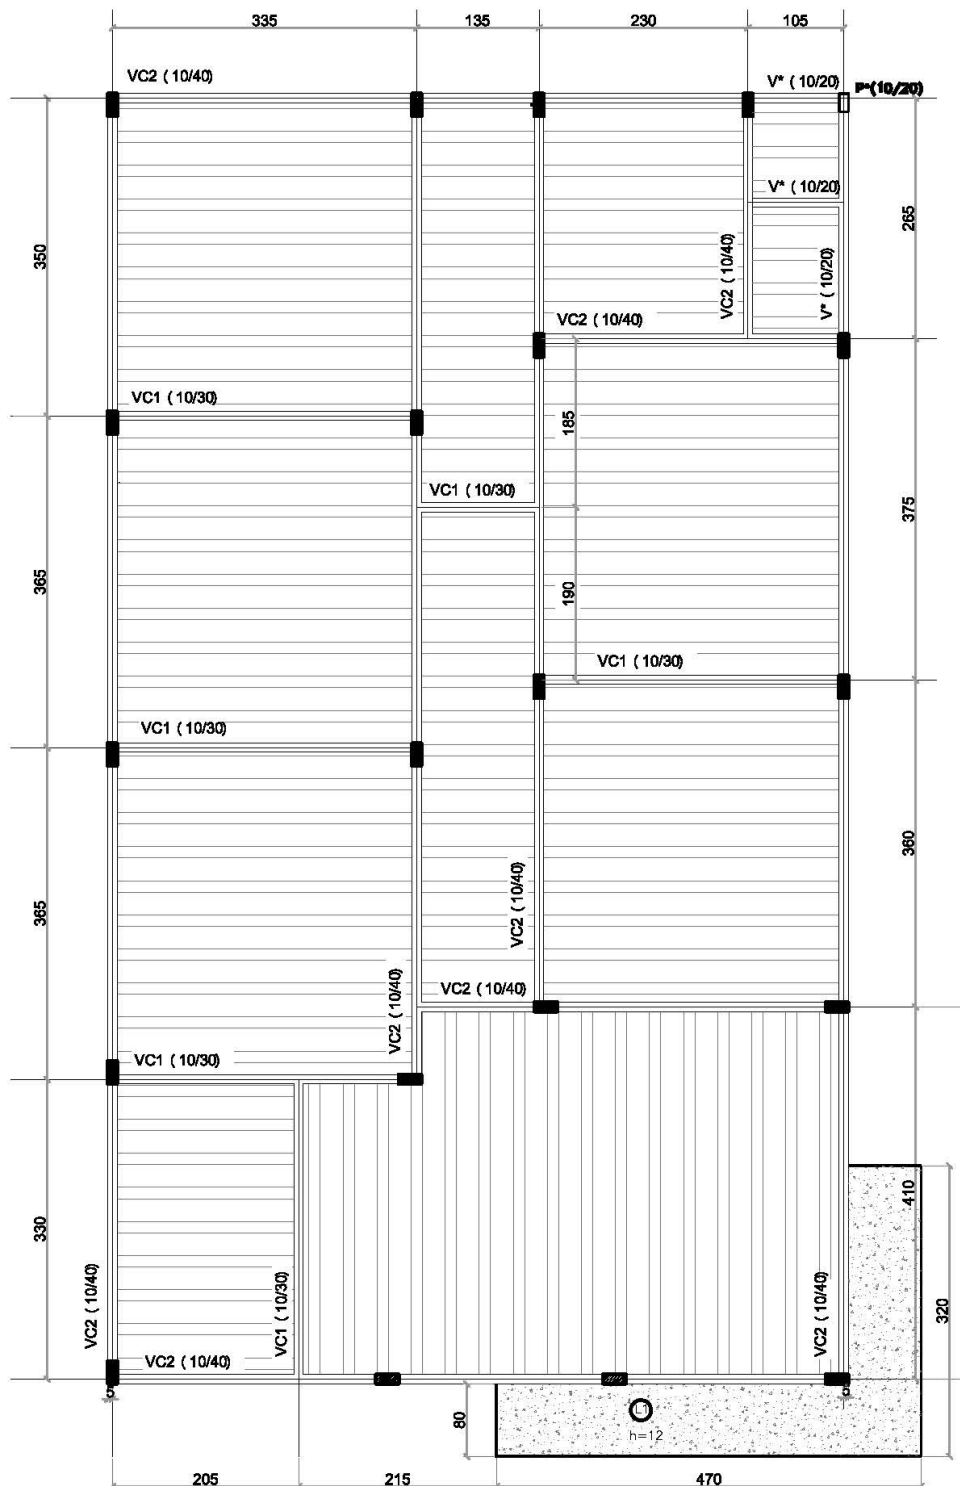 335
135
230
105
VC2 ( 10/40)
V* ( 10/20)
P*(10/20)
V* ( 10/20)
265
350
VC2 ( 10/40)
V* ( 10/20)
VC2 ( 10/40)
VC1 ( 10/30)
185
VC1 ( 10/30)
375
365
190
VC1 ( 10/30)
VC1 ( 10/30)
360
VC2 ( 10/40)
365
VC2 ( 10/40)
VC2 ( 10/40)
VC1 ( 10/30)
410
330
VC2 ( 10/40)
VC1 ( 10/30)
VC2 ( 10/40)
320
VC2 ( 10/40)
5
5
80
L1
h=12
205
215
470